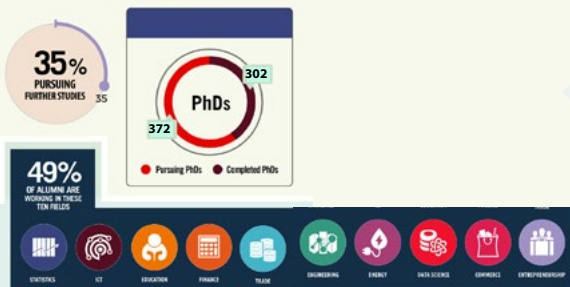 35%
PURSUING
FURTHER STUDIES
35
302
PhDs
372
Pursuing PhDs Completed PhDs
49%
OF ALUMNI ARE
WORKING IN THESE
TEN FIELDS
STATISTICS ICT EDUCATION FINANCE TRADE ENGINEERING ENERGY DATA SCIENCE COMMERCE ENTREPRENEURSHIP